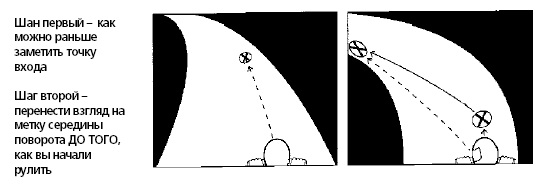 Шан первый – как
можно раньше
заметить точку
входа
Шаг второй –
перенести взгляд на
метку середины
поворота ДО ТОГО,
как вы начали
рулить